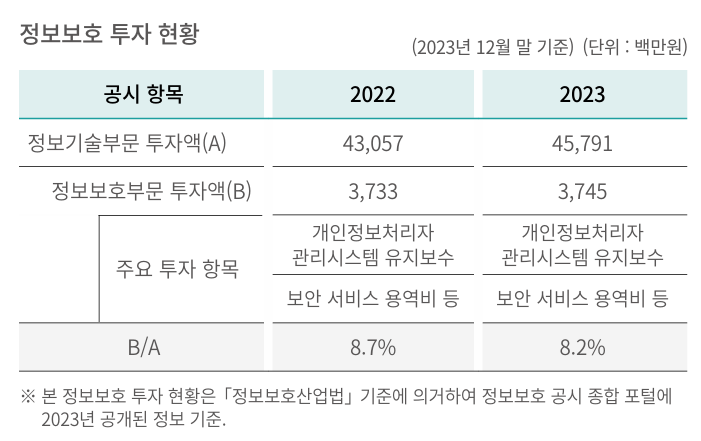 정보보호 투자 현황
(2023년 12월 말 기준) (단위 : 백만원)
공시 항목 2022 2023
정보기술부문 투자액(A) 43,057 45,791
정보보호부문 투자액(B) 3,733 3,745
주요 투자 항목
개인정보처리자 개인정보처리자
관리시스템 유지보수 관리시스템 유지보수
보안 서비스 용역비 등 보안 서비스 용역비 등
B/A 8.7% 8.2%
※ 본 정보보호 투자 현황은「정보보호산업법」기준에 의거하여 정보보호 공시 종합 포털에
2023년 공개된 정보 기준.